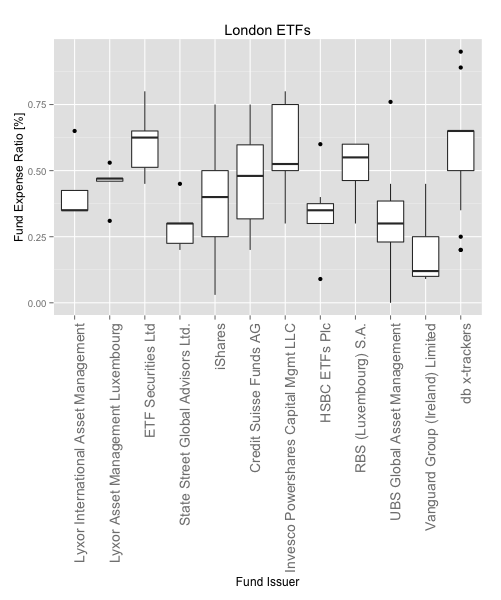 London ETFs
Fund Expense Ratio [%]
0.75
0.50
0.25
0.00
Lyxor International Asset Management
Lyxor Asset Management Luxembourg
ETF Securities Ltd
State Street Global Advisors Ltd.
iShares
Credit Suisse Funds AG
Invesco Powershares Capital Mgmt LLC
HSBC ETFs Plc
RBS (Luxembourg) S.A.
UBS Global Asset Management
Vanguard Group (Ireland) Limited
db x-trackers
Fund Issuer